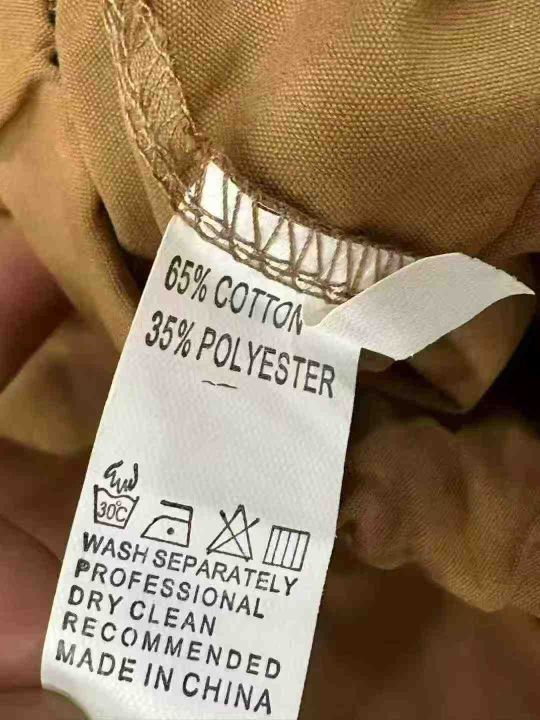 65% COTTON
35% POLYESTER
30°C
WASH SEPARATELY
PROFESSIONAL
DRY CLEAN
RECOMMENDED
MADE IN CHINA